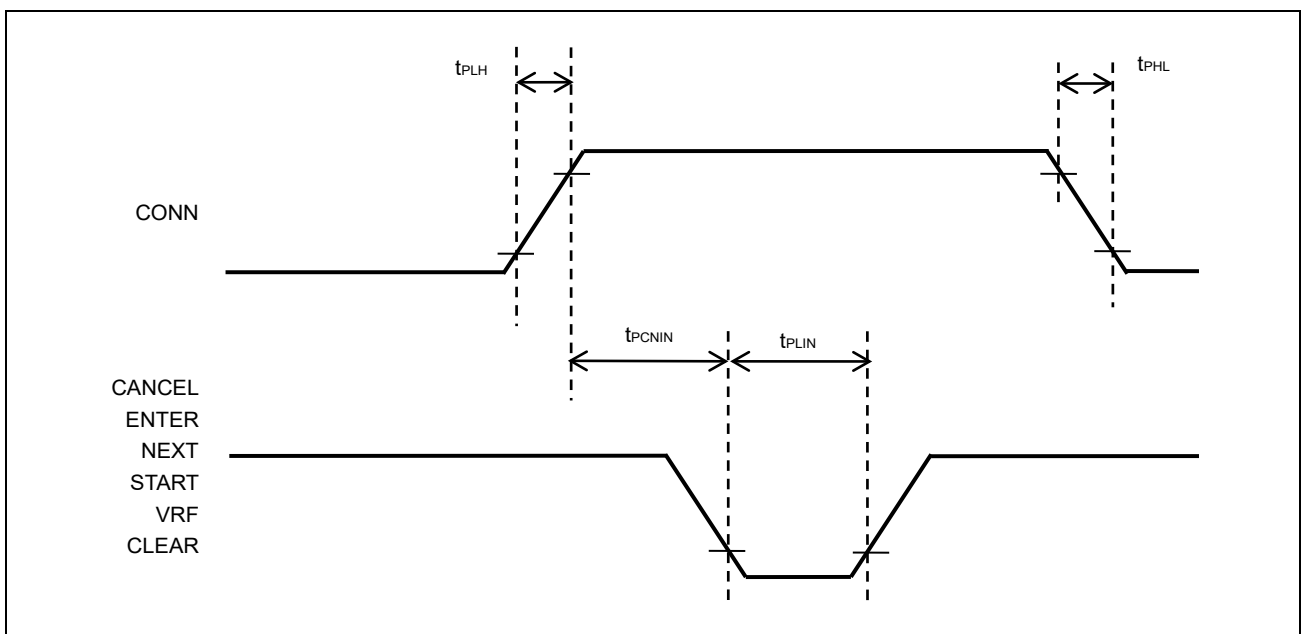 tPLH
tPHL
CONN
tPCNIN
tPLIN
CANCEL
ENTER
NEXT
START
VRF
CLEAR